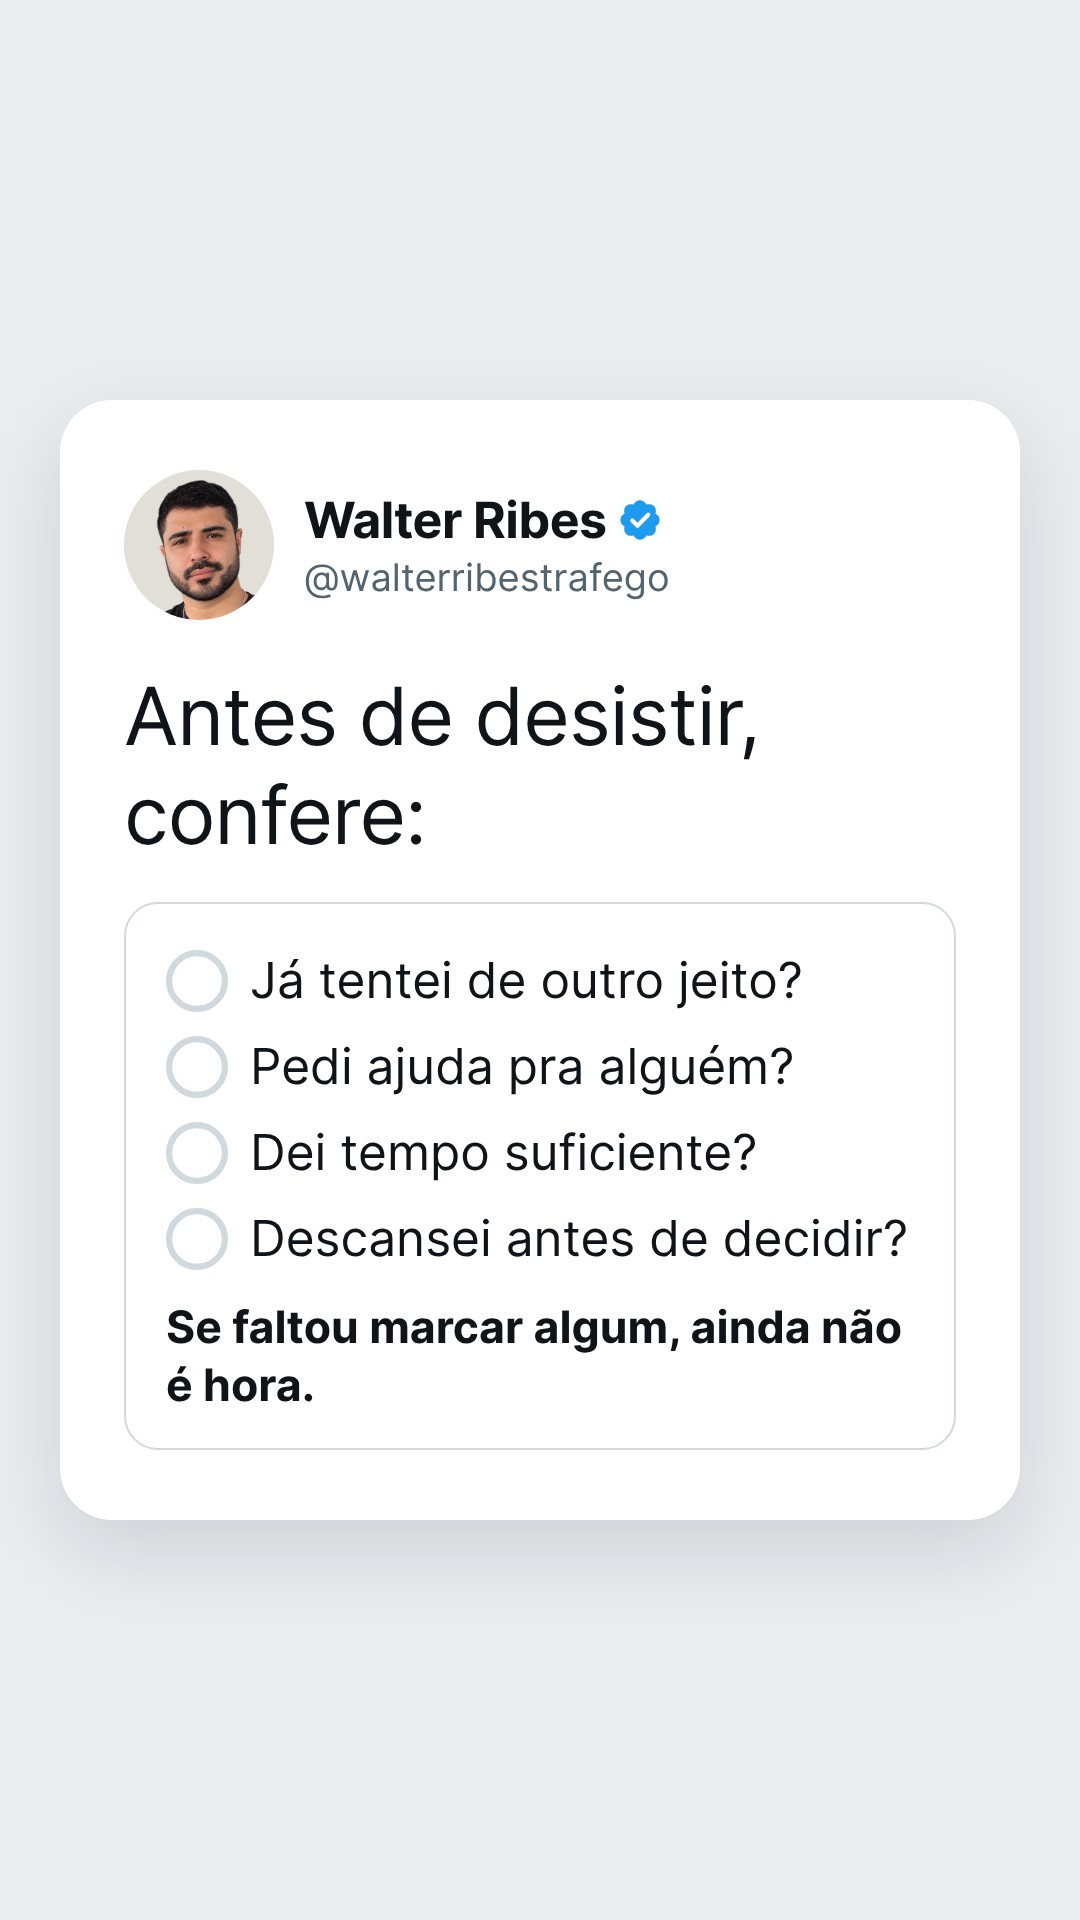 Walter Ribes
@walterribestrafego
Antes de desistir,
confere:
Já tentei de outro jeito?
Pedi ajuda pra alguém?
Dei tempo suficiente?
Descansei antes de decidir?
Se faltou marcar algum, ainda não
é hora.